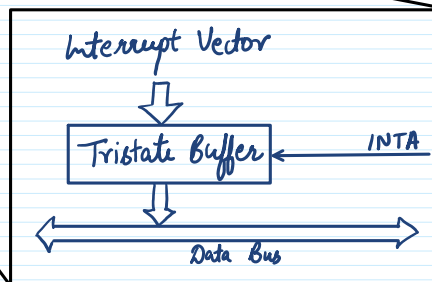 Interrupt Vector
Tristate Buffer
INTA
Data Bus